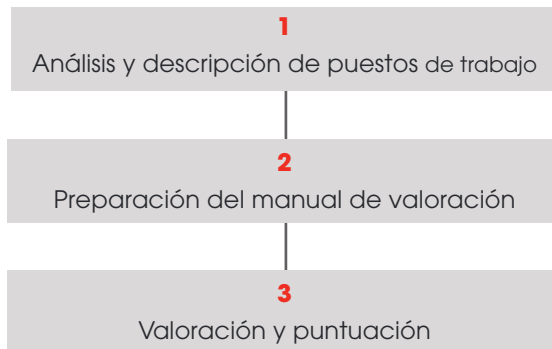 1
Análisis y descripción de puestos de trabajo
2
Preparación del manual de valoración
3
Valoración y puntuación